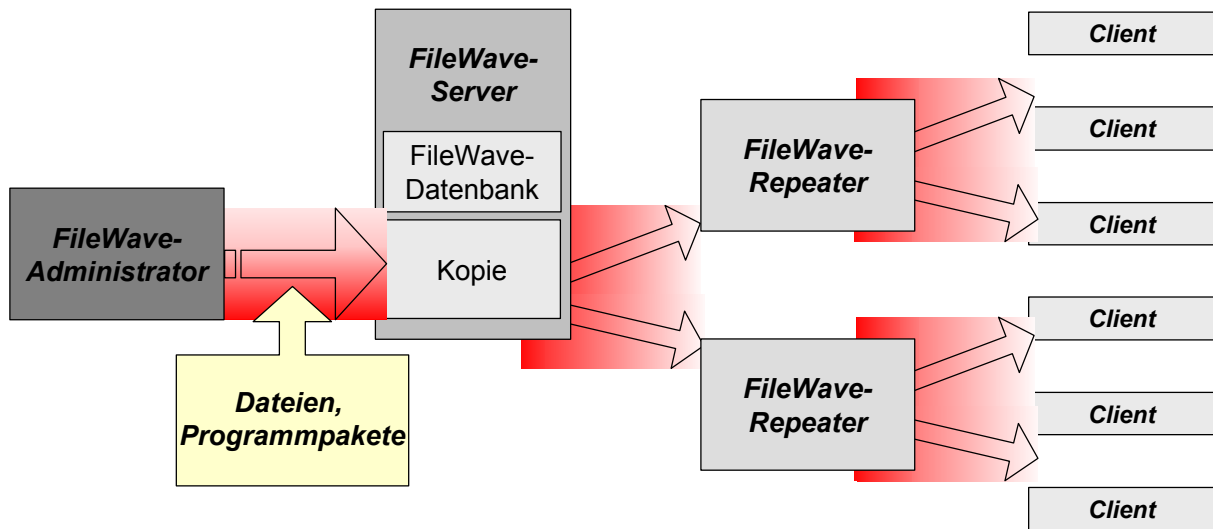 FileWave-
Administrator
Dateien,
Programmpakete
FileWave-
Server
FileWave-
Datenbank
Kopie
FileWave-
Repeater
FileWave-
Repeater
Client
Client
Client
Client
Client
Client